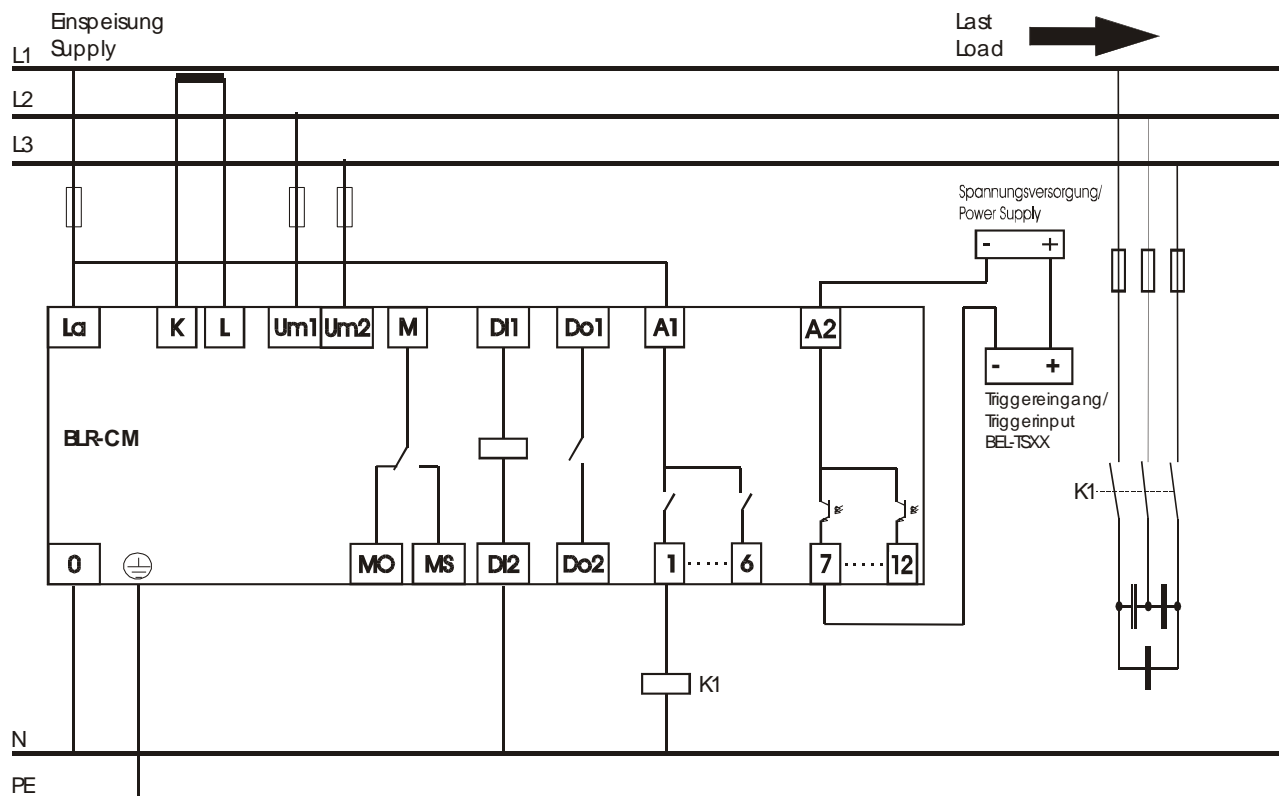 Einspeisung
Supply
Last
Load
L1
L2
L3
Spannungsversorgung/
Power Supply
- +
La K L Um1 Um2 M DI1 Do1 A1 A2
- +
Triggereingang/
Triggerinput
BEL-TSXX
BLR-CM
K1
0 MO MS DI2 Do2 1 ...... 6 7 ...... 12
K1
N
PE